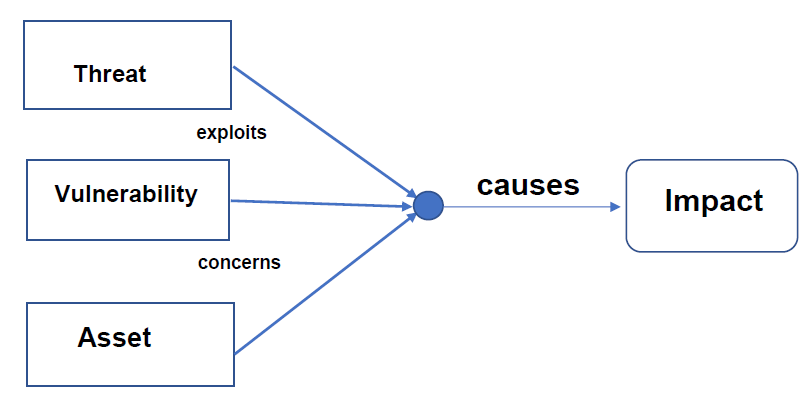 Threat
exploits
Vulnerability
causes
Impact
concerns
Asset